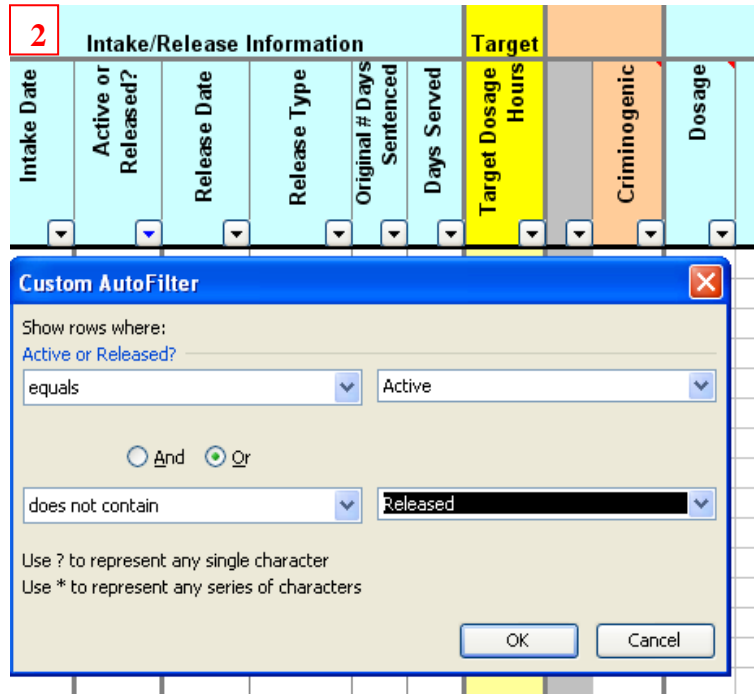 2
Intake/Release Information
Target
Intake Date
Active or
Released?
Release Date
Release Type
Original # Days
Sentenced
Days Served
Target Dosage
Hours
Criminogenic
Dosage
Custom AutoFilter
Show rows where:
Active or Released?
equals
Active
And
Or
does not contain
Released
Use ? to represent any single character
Use * to represent any series of characters
OK
Cancel